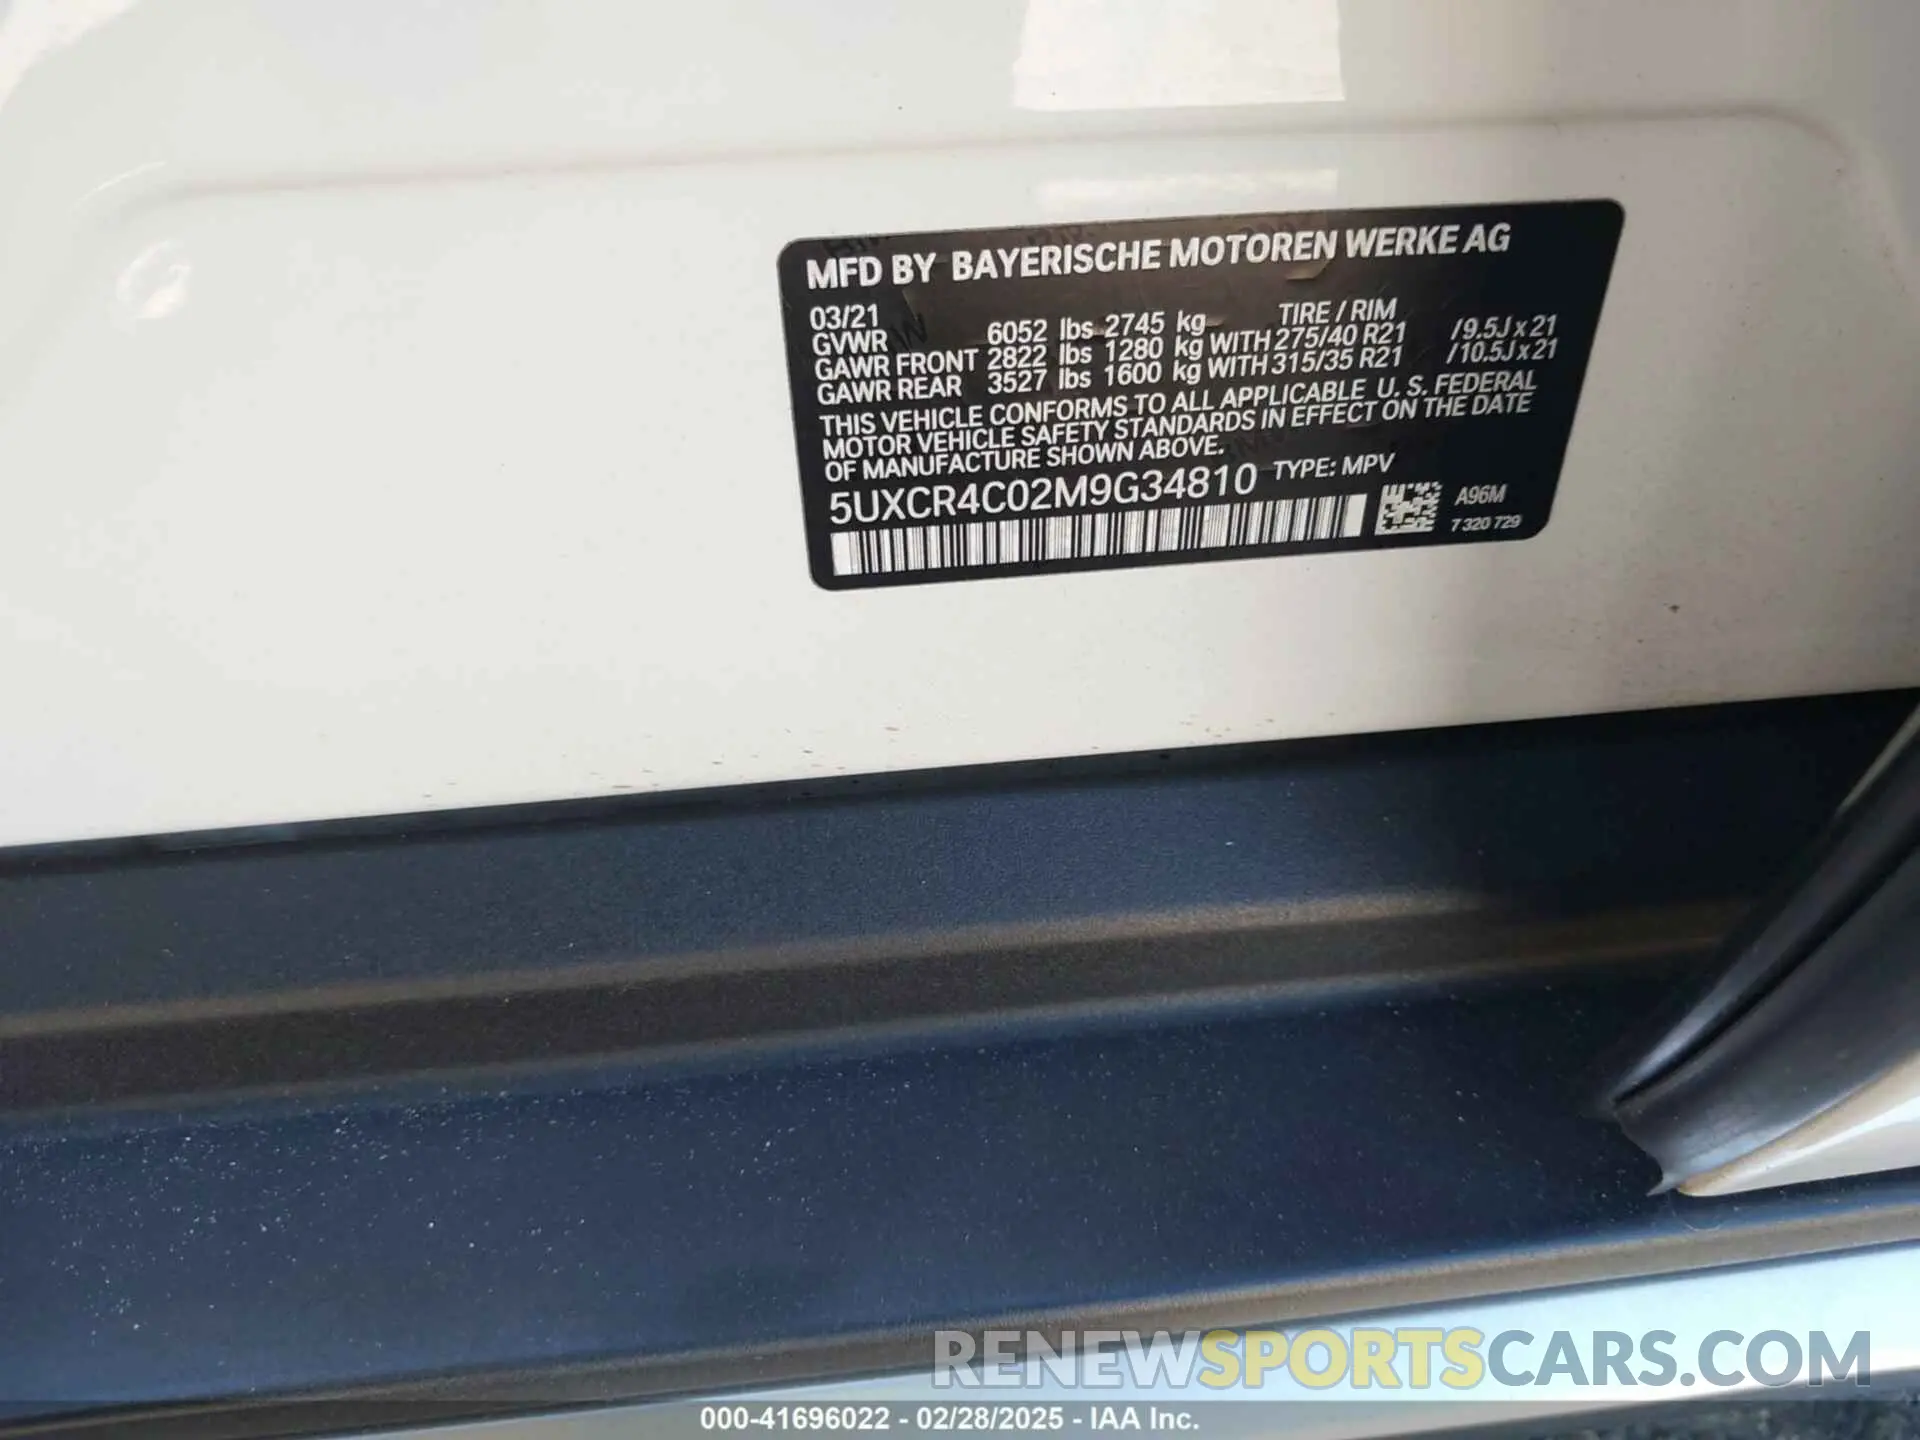 MFD BY BAYERISCHE MOTOREN WERKE AG
03/21 TIRE / RIM
GVWR 6052 lbs 2745 kg
GAWR FRONT 2822 lbs 1280 kg WITH 275/40 R21 /9.5J x 21
GAWR REAR 3527 lbs 1600 kg WITH 315/35 R21 /10.5J x 21
THIS VEHICLE CONFORMS TO ALL APPLICABLE U. S. FEDERAL
MOTOR VEHICLE SAFETY STANDARDS IN EFFECT ON THE DATE
OF MANUFACTURE SHOWN ABOVE.
5UXCR4C02M9G34810 TYPE: MPV
A96M
7 320 729
RENEWSPORTSCARS.COM
000-41696022 - 02/28/2025 - IAA Inc.